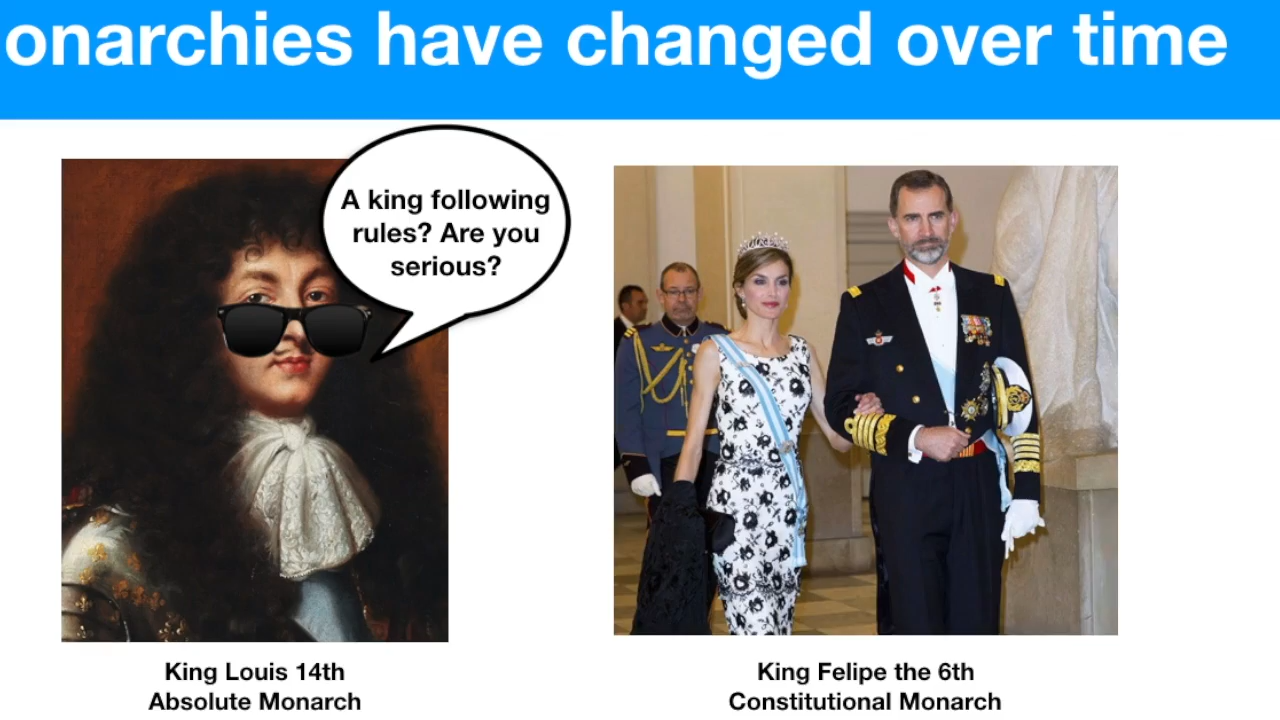 onarchies have changed over time
A king following
rules? Are you
serious?
King Louis 14th
Absolute Monarch
King Felipe the 6th
Constitutional Monarch